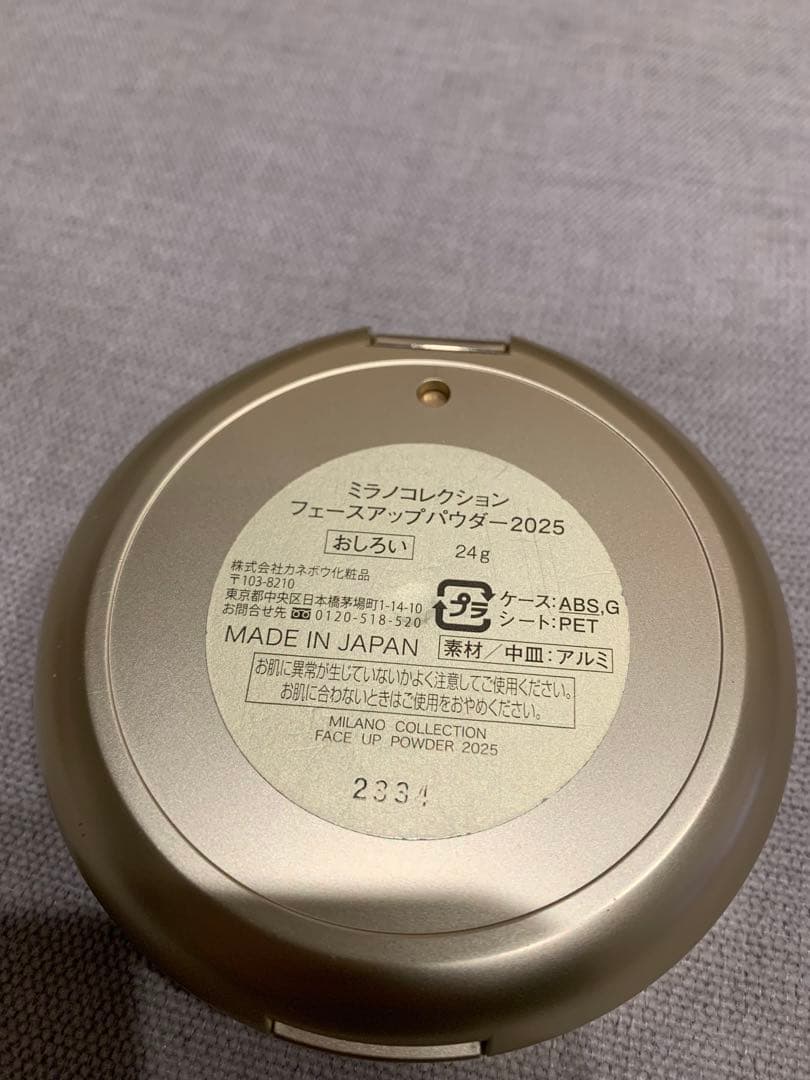 ミラノコレクション
フェースアップパウダー2025
おしろい 24g
株式会社カネボウ化粧品
〒103-8210
東京都中央区日本橋茅場町1-14-10
お問合せ先 0120-518-520
プラ ケース:ABS,G
シート:PET
MADE IN JAPAN 素材/中皿:アルミ
お肌に異常が生じていないかよく注意してご使用ください。
お肌に合わないときはご使用をおやめください。
MILANO COLLECTION
FACE UP POWDER 2025
2334